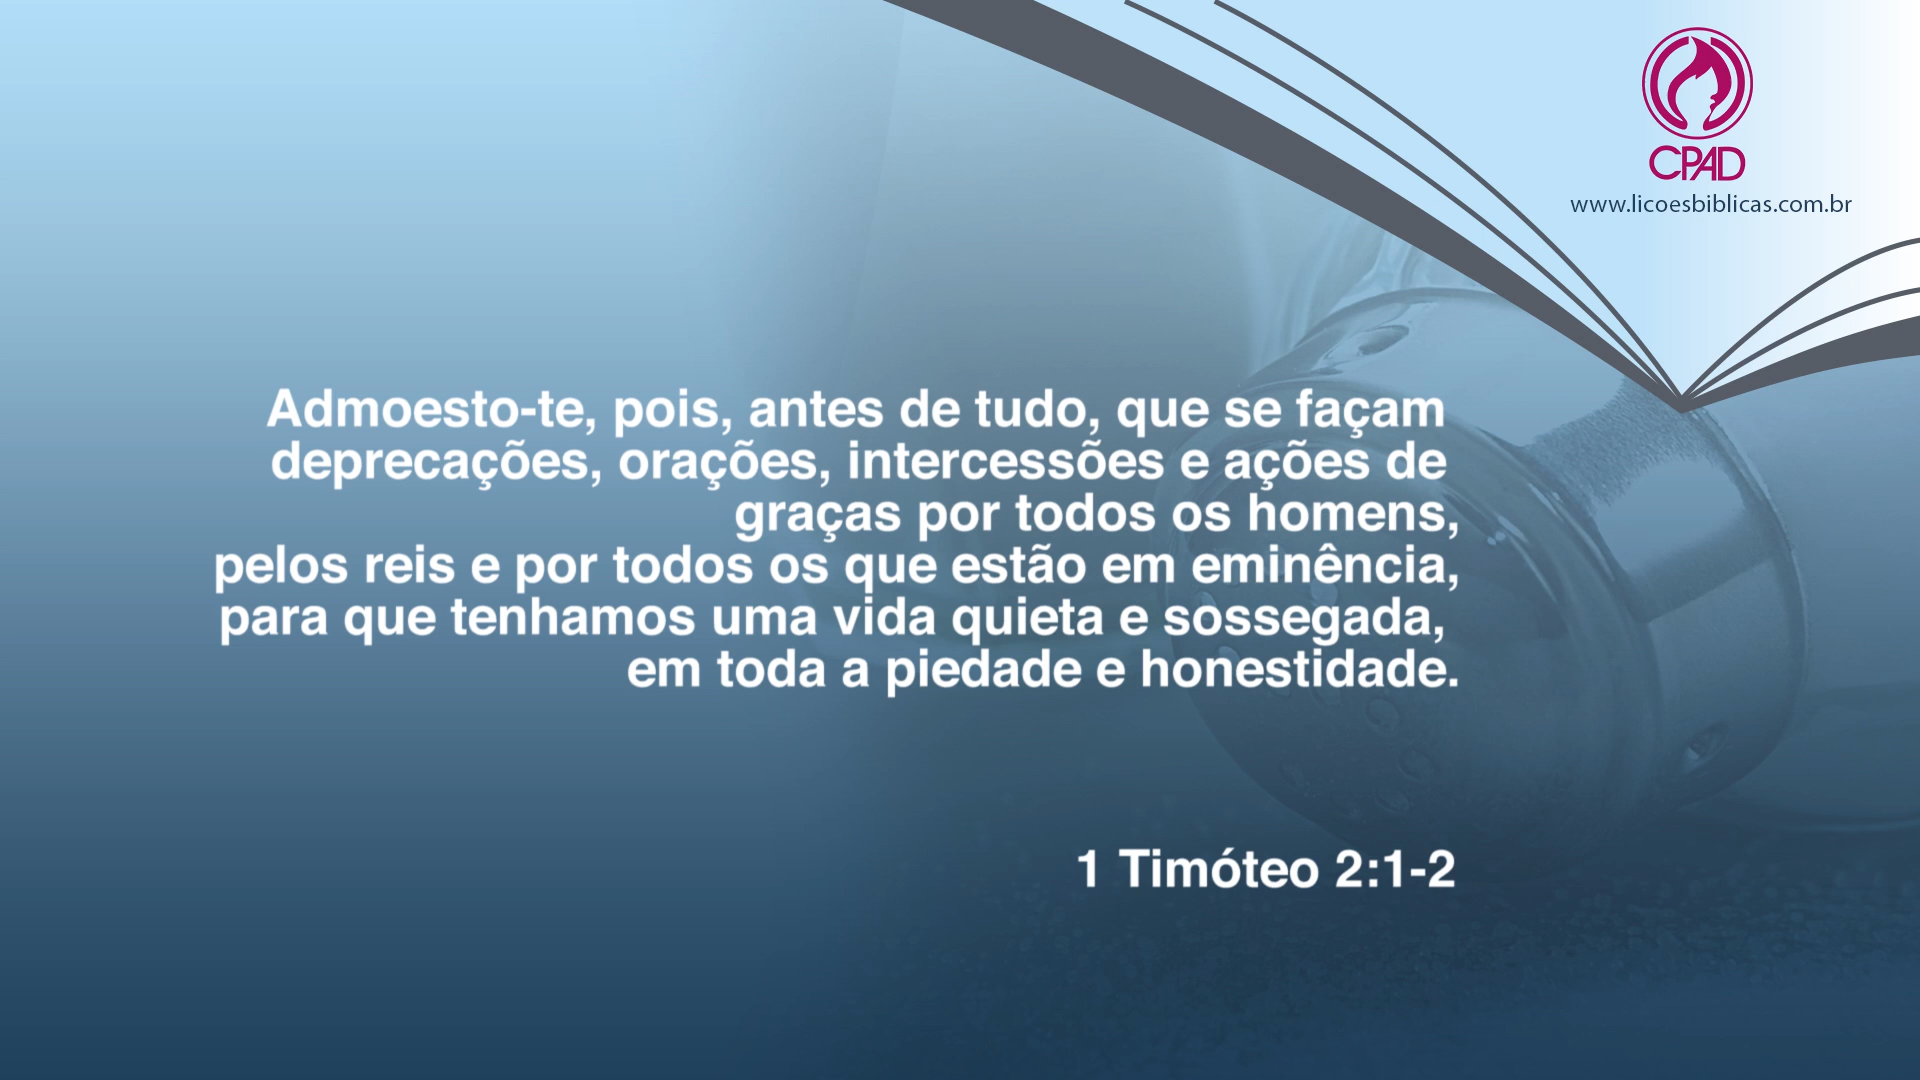 CPAD
www.licoesbiblicas.com.br
Admoesto-te, pois, antes de tudo, que se façam
deprecações, orações, intercessões e ações de
graças por todos os homens,
pelos reis e por todos os que estão em eminência,
para que tenhamos uma vida quieta e sossegada,
em toda a piedade e honestidade.
1 Timóteo 2:1-2